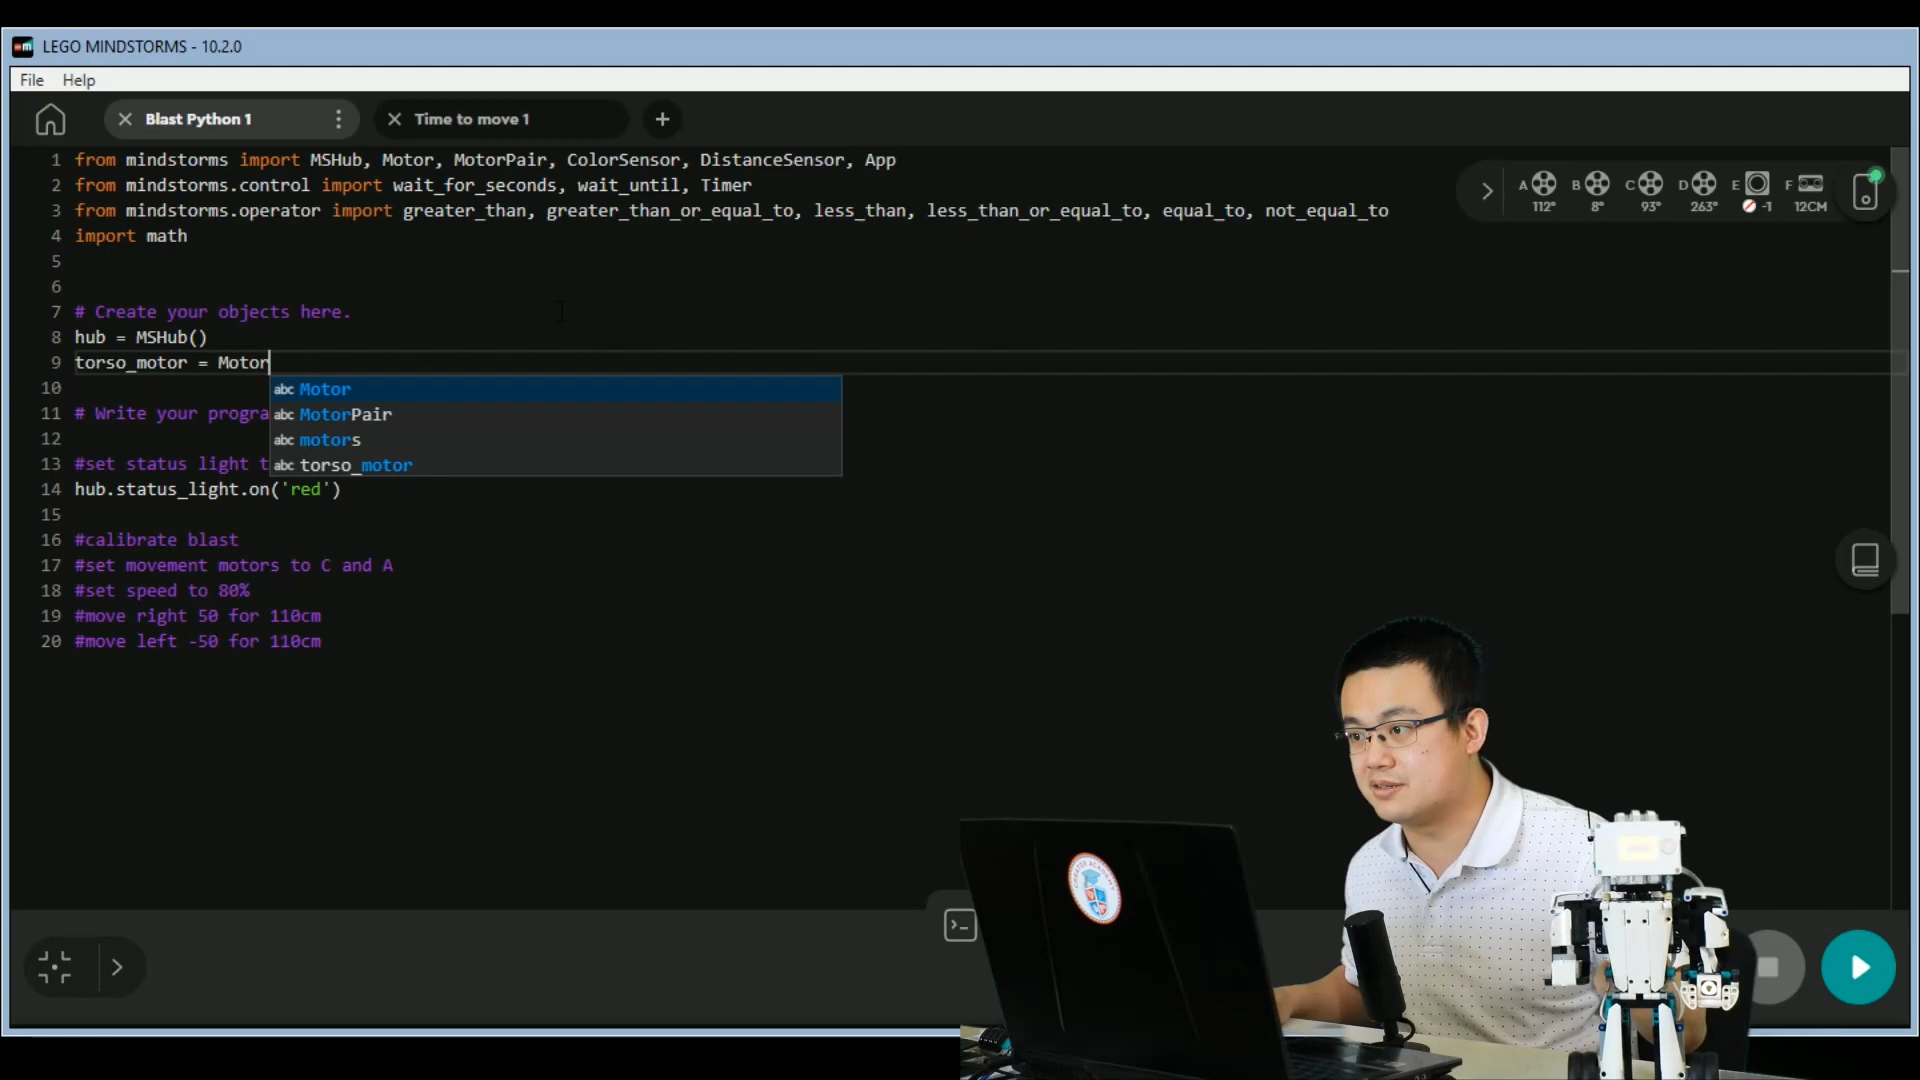 LEGO MINDSTORMS - 10.2.0
File Help
Blast Python 1
Time to move 1
1 from mindstorms import MSHub, Motor, MotorPair, ColorSensor, DistanceSensor, App
2 from mindstorms.control import wait_for_seconds, wait_until, Timer
3 from mindstorms.operator import greater_than, greater_than_or_equal_to, less_than, less_than_or_equal_to, equal_to, not_equal_to
4 import math
A B C D E F
112° 8° 93° 263° -1 12CM
5
6
7 # Create your objects here.
8 hub = MSHub()
9 torso_motor = Motor
10
abc Motor
11 # Write your progra
abc MotorPair
12
abc motors
13 #set status light t
abc torso_motor
14 hub.status_light.on('red')
15
16 #calibrate blast
17 #set movement motors to C and A
18 #set speed to 80%
19 #move right 50 for 110cm
20 #move left -50 for 110cm
CREATOR ACADEMY